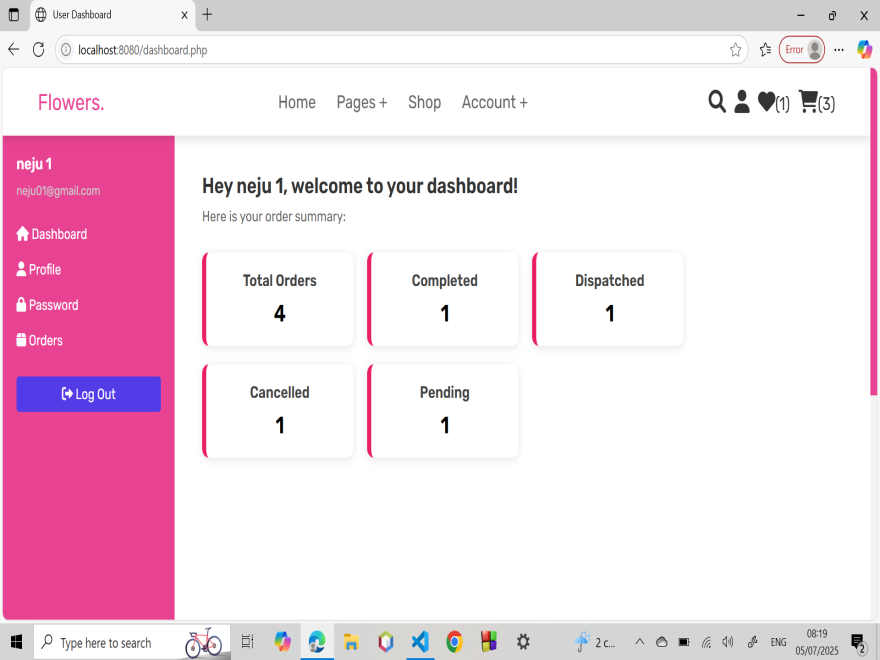 User Dashboard
localhost:8080/dashboard.php
Error
Flowers.
Home Pages + Shop Account +
(1) (3)
neju 1
neju01@gmail.com
Dashboard
Profile
Password
Orders
Log Out
Hey neju 1, welcome to your dashboard!
Here is your order summary:
Total Orders
4
Completed
1
Dispatched
1
Cancelled
1
Pending
1
Type here to search
2 c...
ENG
08:19
05/07/2025
2